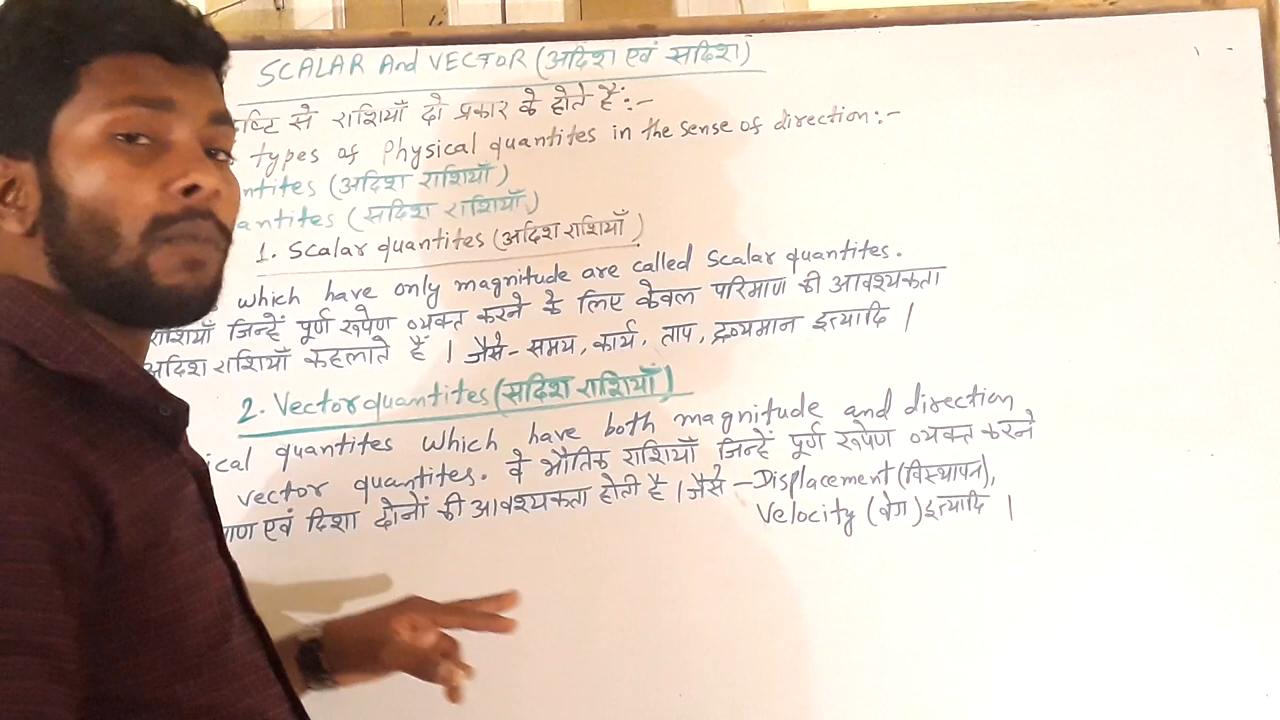 SCALAR And VECTOR (अदिश एवं सदिश)
से राशियाँ दो प्रकार के होते हैं:-
types of Physical quantites in the sense of direction:-
ntites (अदिश राशियाँ)
antites (सदिश राशियाँ)
1. Scalar quantites (अदिश राशियाँ)
which have only magnitude are called Scalar quantites.
राशियाँ जिन्हें पूर्ण रूपेण व्यक्त करने के लिए केवल परिमाण की आवश्यकता
अदिश राशियाँ कहलाते हैं । जैसे- समय, कार्य, ताप, द्रव्यमान इत्यादि ।
2. Vector quantites (सदिश राशियाँ)
ical quantites which have both magnitude and direction
vector quantites. वे भौतिक राशियाँ जिन्हें पूर्ण रूपेण व्यक्त करने
माण एवं दिशा दोनों की आवश्यकता होती है । जैसे - Displacement (विस्थापन),
Velocity (वेग) इत्यादि ।